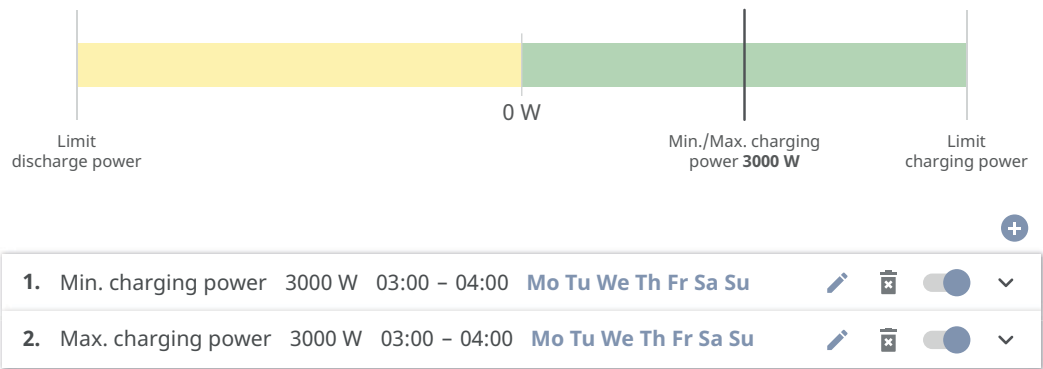 0 W
Limit
discharge power
Min./Max. charging
power 3000 W
Limit
charging power
1. Min. charging power 3000 W 03:00 – 04:00 Mo Tu We Th Fr Sa Su
2. Max. charging power 3000 W 03:00 – 04:00 Mo Tu We Th Fr Sa Su